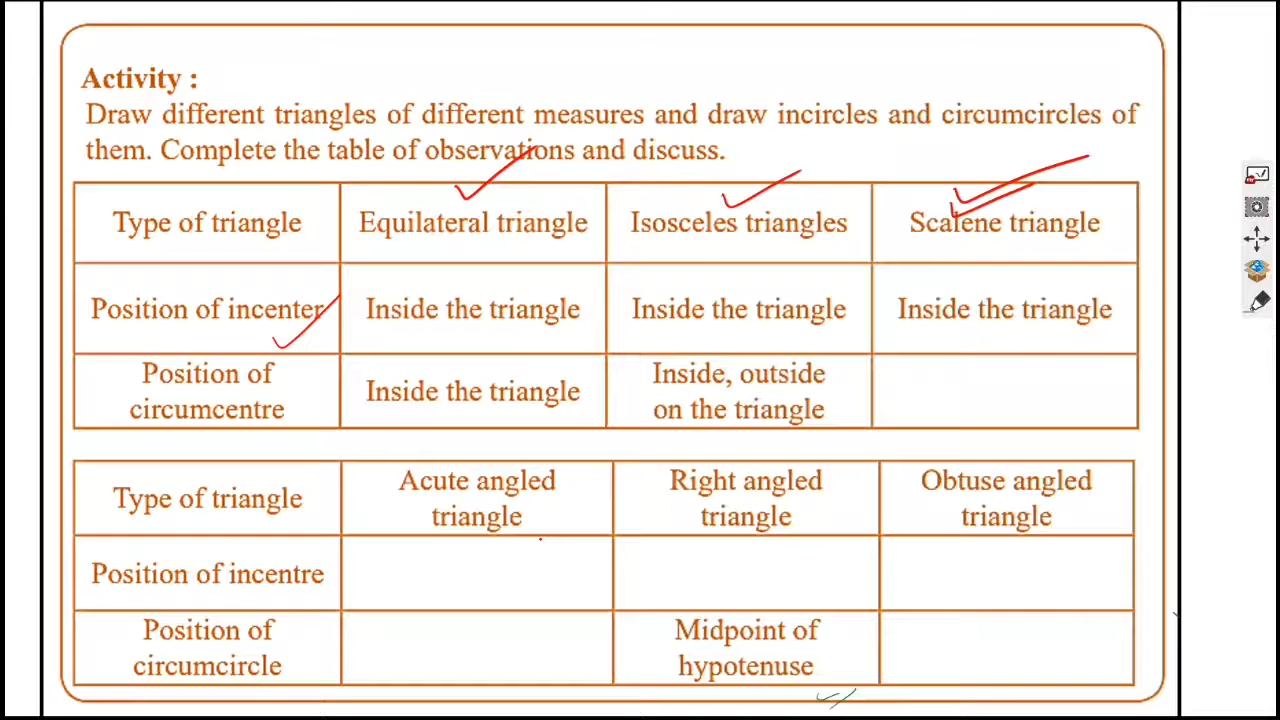 Activity :
Draw different triangles of different measures and draw incircles and circumcircles of
them. Complete the table of observations and discuss.
Type of triangle Equilateral triangle Isosceles triangles Scalene triangle
Position of incenter Inside the triangle Inside the triangle Inside the triangle
Position of
circumcentre
Inside the triangle
Inside, outside
on the triangle
Type of triangle
Acute angled
triangle
Right angled
triangle
Obtuse angled
triangle
Position of incentre
Position of
circumcircle
Midpoint of
hypotenuse